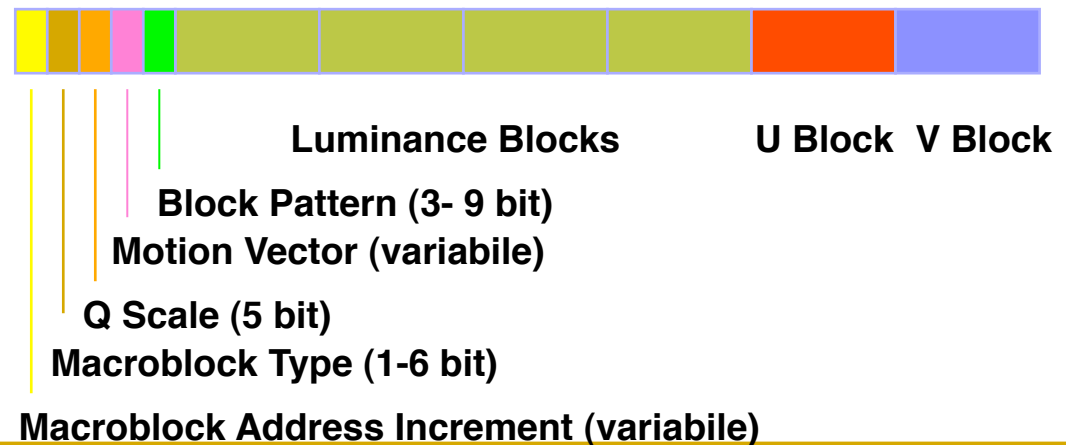 Luminance Blocks U Block V Block
Block Pattern (3- 9 bit)
Motion Vector (variabile)
Q Scale (5 bit)
Macroblock Type (1-6 bit)
Macroblock Address Increment (variabile)